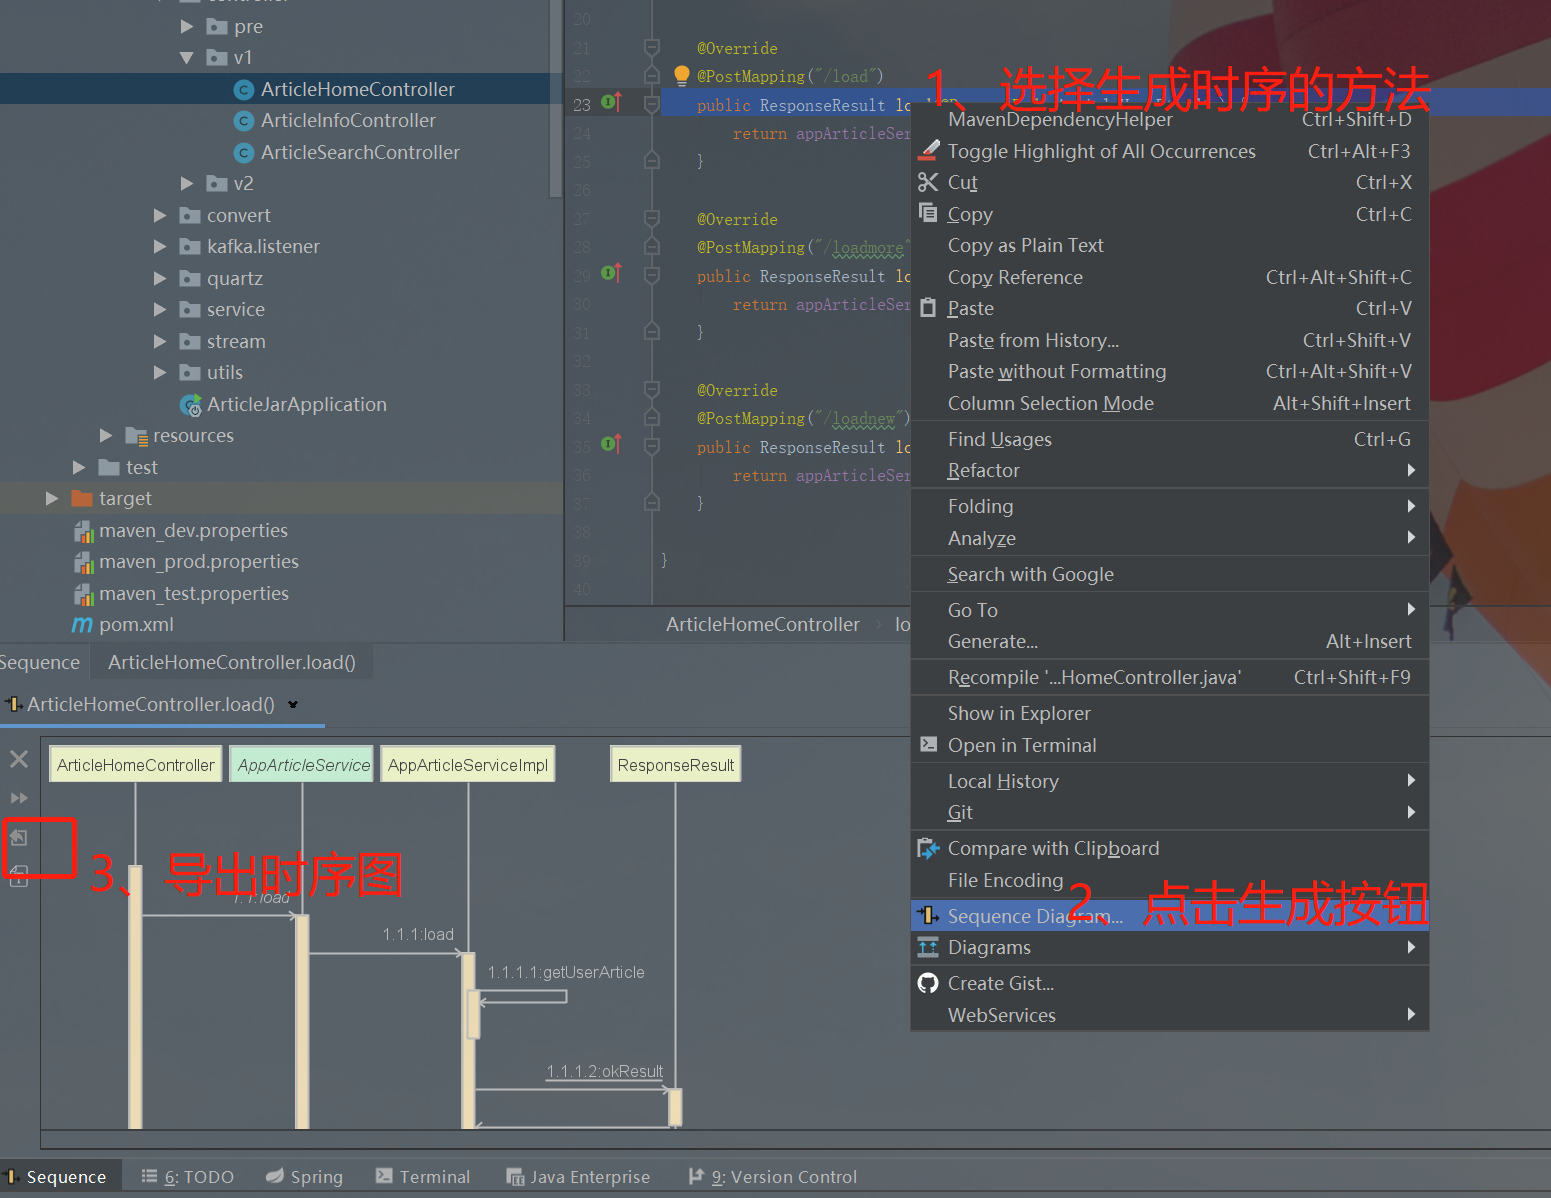 pre
v1
ArticleHomeController
ArticleInfoController
ArticleSearchController
v2
convert
kafka.listener
quartz
service
stream
utils
ArticleJarApplication
resources
test
target
maven_dev.properties
maven_prod.properties
maven_test.properties
pom.xml
20
21 @Override
22 @PostMapping("/load")
23 public ResponseResult lo
24 return appArticleSer
25 }
26
27 @Override
28 @PostMapping("/loadmore"
29 public ResponseResult lo
30 return appArticleSer
31 }
32
33 @Override
34 @PostMapping("/loadnew")
35 public ResponseResult lo
36 return appArticleSer
37 }
38
39 }
40
ArticleHomeController lo
1、选择生成时序的方法
MavenDependencyHelper Ctrl+Shift+D
Toggle Highlight of All Occurrences Ctrl+Alt+F3
Cut Ctrl+X
Copy Ctrl+C
Copy as Plain Text
Copy Reference Ctrl+Alt+Shift+C
Paste Ctrl+V
Paste from History... Ctrl+Shift+V
Paste without Formatting Ctrl+Alt+Shift+V
Column Selection Mode Alt+Shift+Insert
Find Usages Ctrl+G
Refactor
Folding
Analyze
Search with Google
Go To
Generate... Alt+Insert
Recompile '...HomeController.java' Ctrl+Shift+F9
Show in Explorer
Open in Terminal
Local History
Git
Compare with Clipboard
File Encoding
2、点击生成按钮
Sequence Diagram...
Diagrams
Create Gist...
WebServices
Sequence ArticleHomeController.load()
ArticleHomeController.load()
ArticleHomeController AppArticleService AppArticleServiceImpl ResponseResult
3、导出时序图
1.1:load
1.1.1:load
1.1.1.1:getUserArticle
1.1.1.2:okResult
Sequence 6: TODO Spring Terminal Java Enterprise 9: Version Control